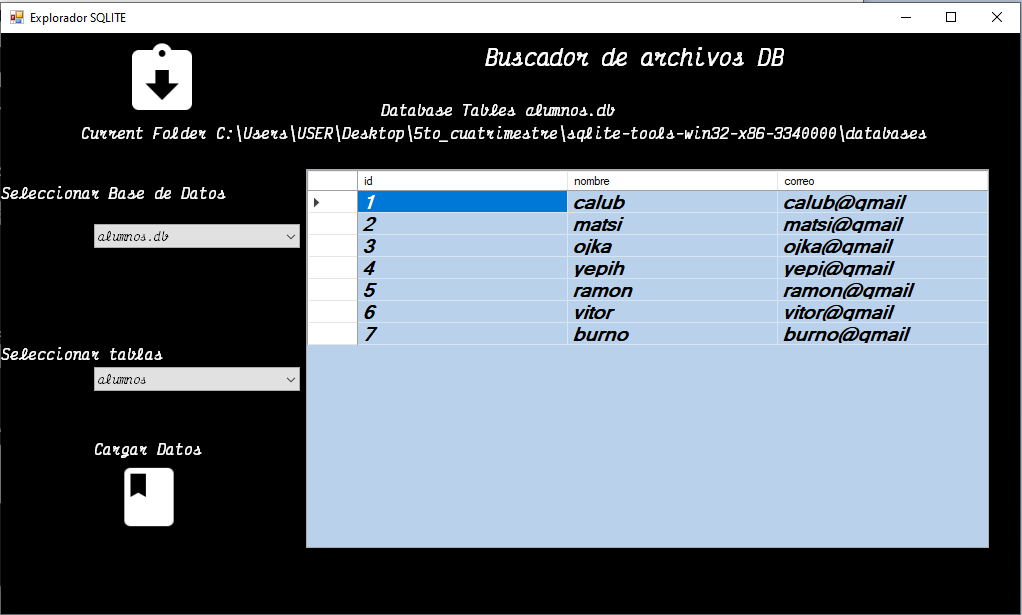 Explorador SQLITE
Buscador de archivos DB
Database Tables alumnos.db
Current Folder C:\Users\USER\Desktop\5to_cuatrimestre\sqlite-tools-win32-x86-3340000\databases
Seleccionar Base de Datos
alumnos.db
Seleccionar tablas
alumnos
Cargar Datos
id nombre correo
1 calub calub@gmail
2 matsi matsi@gmail
3 ojka ojka@gmail
4 yepih yepi@gmail
5 ramon ramon@gmail
6 vitor vitor@gmail
7 burno burno@gmail